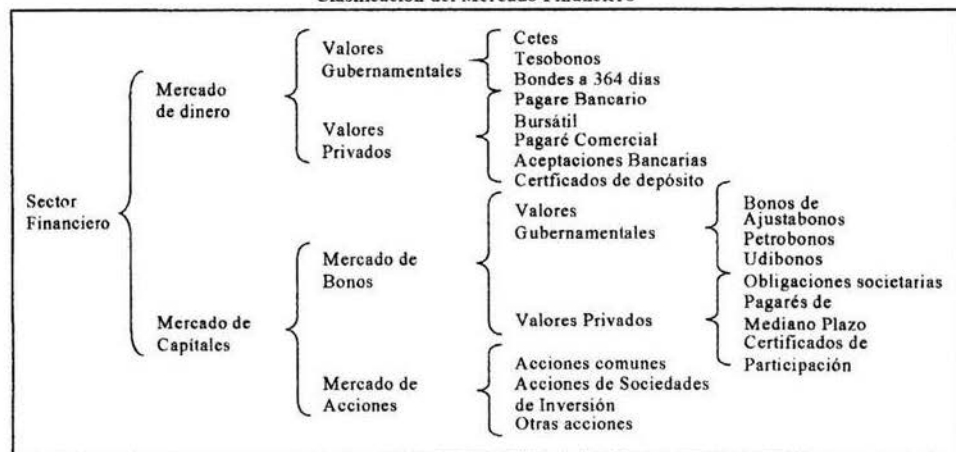 Clasificación del Mercado Financiero
Sector
Financiero
Mercado
de dinero
Valores
Gubernamentales
Cetes
Tesobonos
Bondes a 364 días
Valores
Privados
Pagare Bancario
Bursátil
Pagaré Comercial
Aceptaciones Bancarias
Certficados de depósito
Mercado de
Capítales
Mercado de
Bonos
Valores
Gubernamentales
Bonos de
Ajustabonos
Petrobonos
Udibonos
Valores Privados
Obligaciones societarias
Pagarés de
Mediano Plazo
Certificados de
Participación
Mercado de
Acciones
Acciones comunes
Acciones de Sociedades
de Inversión
Otras acciones